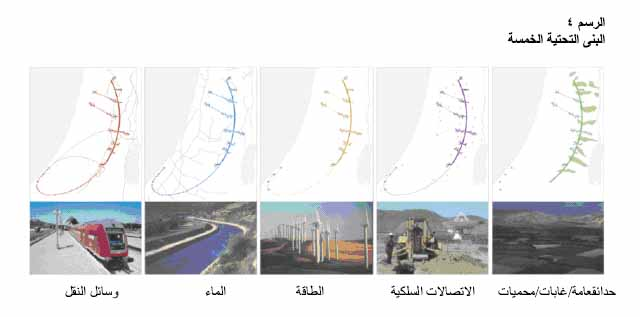 الرسم ٤
البنى التحتية الخمسة
حدائقعامة/غابات/محميات
الاتصالات السلكية
الطاقة
الماء
وسائل النقل